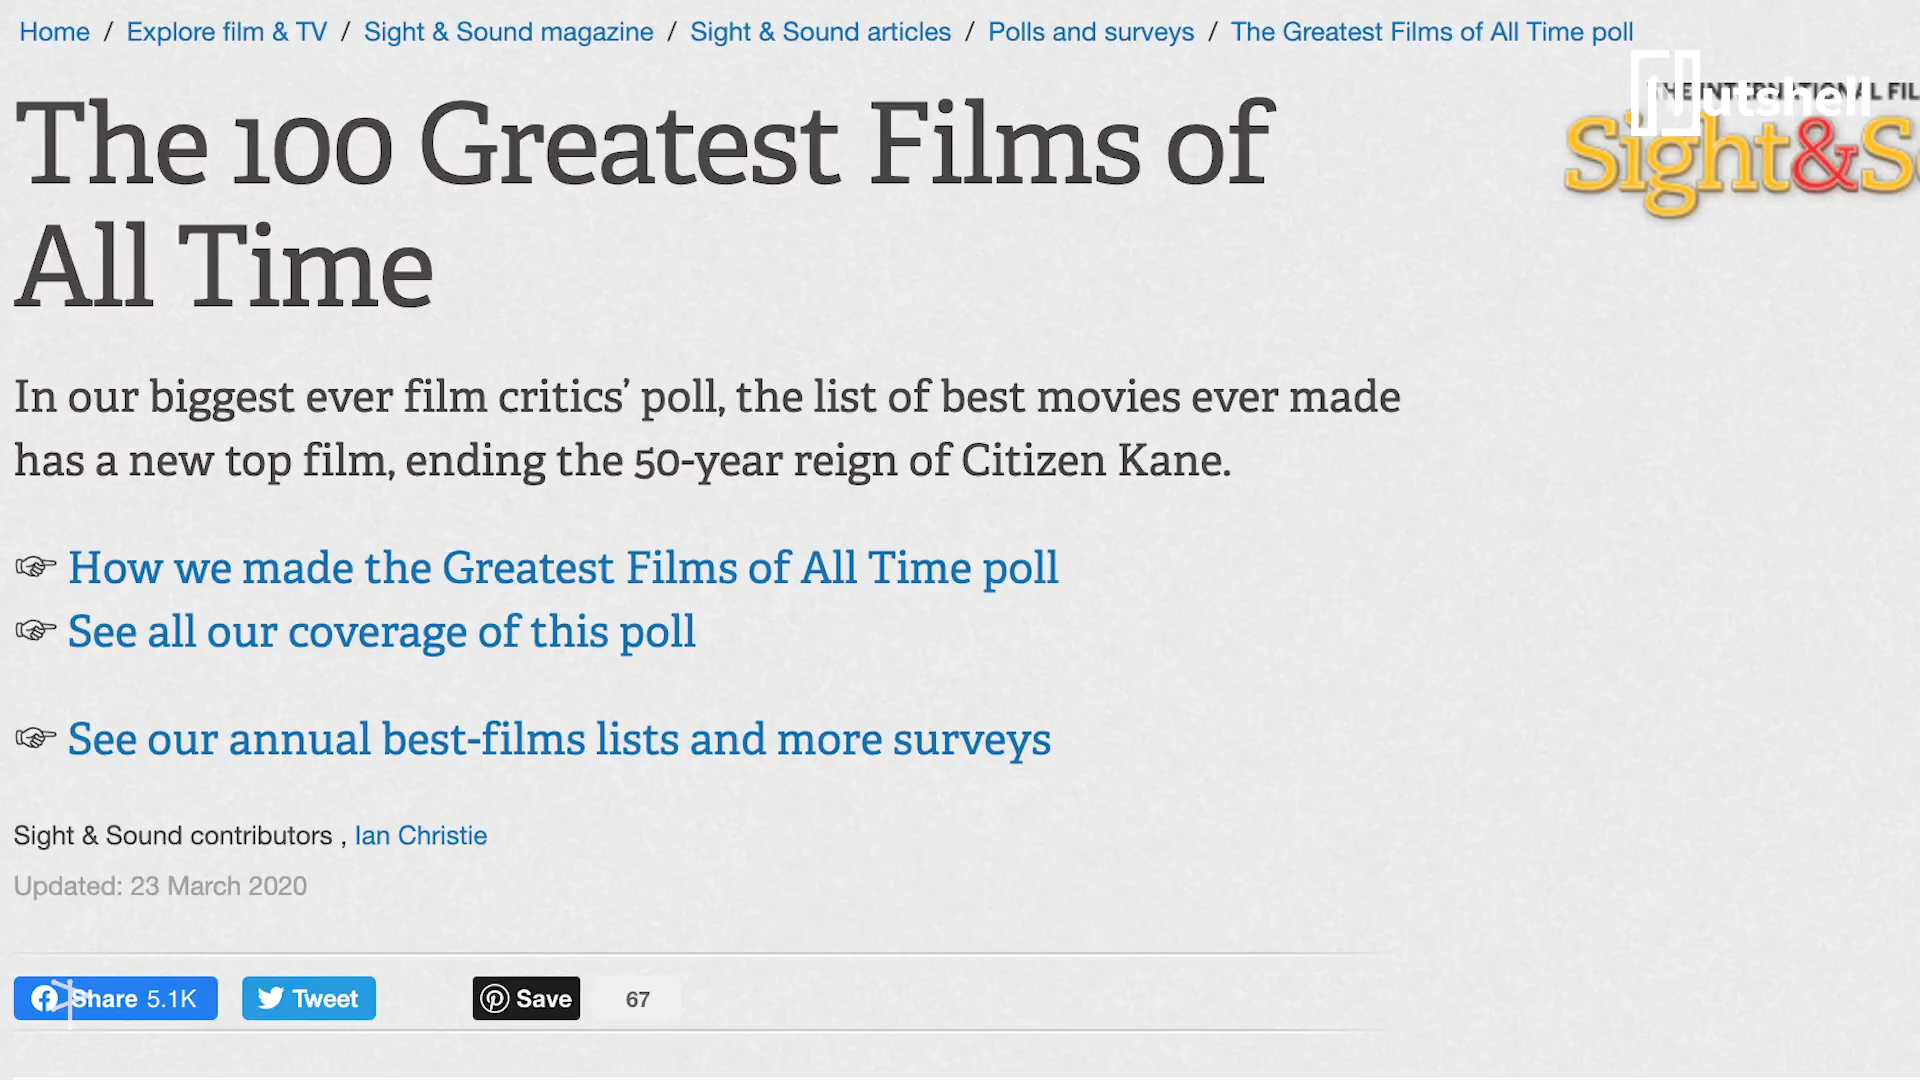 Home / Explore film & TV / Sight & Sound magazine / Sight & Sound articles / Polls and surveys / The Greatest Films of All Time poll
Nutshell
THE INTERNATIONAL FIL
Sight&S
The 100 Greatest Films of
All Time
In our biggest ever film critics’ poll, the list of best movies ever made
has a new top film, ending the 50-year reign of Citizen Kane.
☞ How we made the Greatest Films of All Time poll
☞ See all our coverage of this poll
☞ See our annual best-films lists and more surveys
Sight & Sound contributors , Ian Christie
Updated: 23 March 2020
Share 5.1K Tweet Save 67